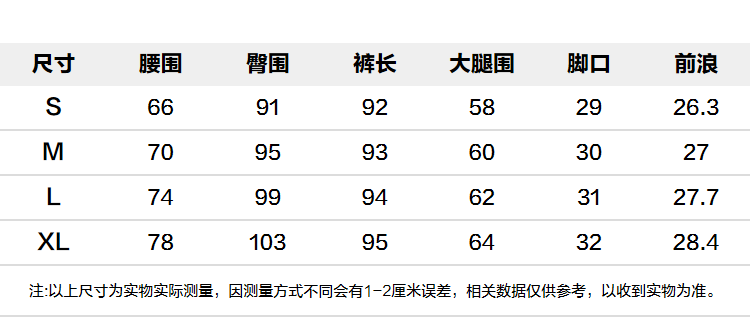 尺寸 腰围 臀围 裤长 大腿围 脚口 前浪
S 66 91 92 58 29 26.3
M 70 95 93 60 30 27
L 74 99 94 62 31 27.7
XL 78 103 95 64 32 28.4
注:以上尺寸为实物实际测量，因测量方式不同会有1-2厘米误差，相关数据仅供参考，以收到实物为准。